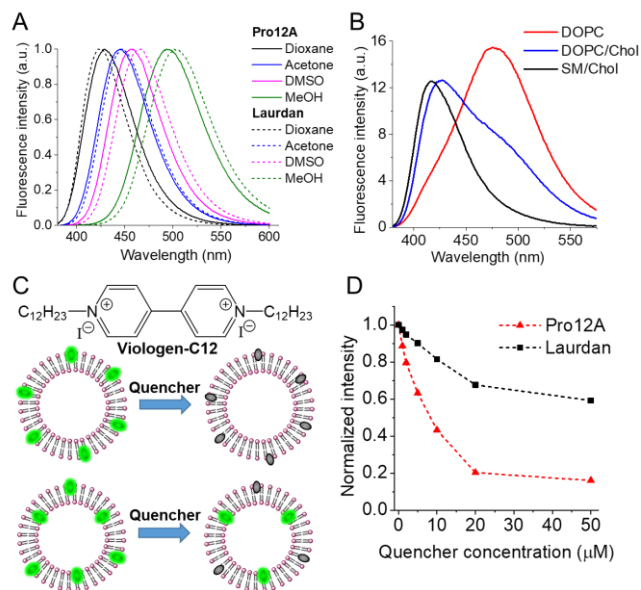 A
Fluorescence intensity (a.u.)
1.0
0.8
0.6
0.4
0.2
0.0
400 450 500 550 600
Wavelength (nm)
Pro12A
Dioxane
Acetone
DMSO
MeOH
Laurdan
Dioxane
Acetone
DMSO
MeOH
B
Fluorescence intensity (a.u.)
16
12
8
4
0
400 450 500 550
Wavelength (nm)
DOPC
DOPC/Chol
SM/Chol
C
C12H23 N + I− N + I− C12H23
Viologen-C12
Quencher
Quencher
D
Normalized intensity
1.0
0.8
0.6
0.4
0.2
0.0
0 10 20 30 40 50
Quencher concentration (µM)
Pro12A
Laurdan